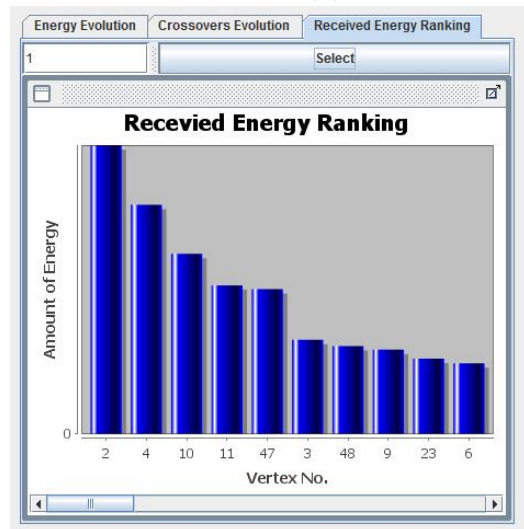 Energy Evolution Crossovers Evolution Received Energy Ranking
1 Select
Recevied Energy Ranking
Amount of Energy
0
2 4 10 11 47 3 48 9 23 6
Vertex No.